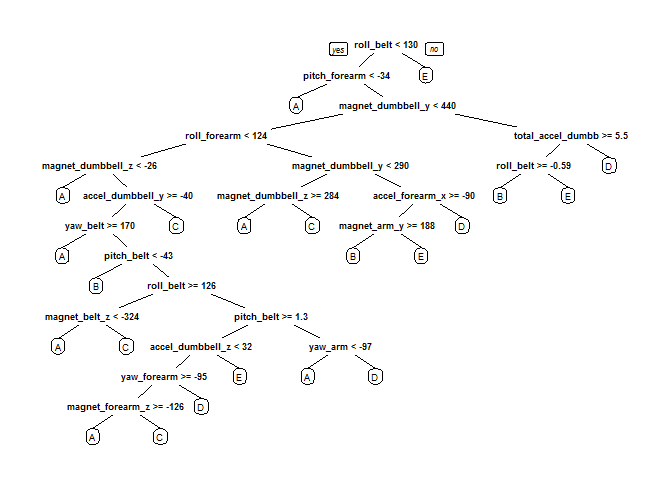 yes roll_belt < 130 no
pitch_forearm < -34 E
A magnet_dumbbell_y < 440
roll_forearm < 124 total_accel_dumbb >= 5.5
magnet_dumbbell_z < -26 magnet_dumbbell_y < 290 roll_belt >= -0.59 D
A accel_dumbbell_y >= -40 magnet_dumbbell_z >= 284 accel_forearm_x >= -90 B E
yaw_belt >= 170 C A C magnet_arm_y >= 188 D
A pitch_belt < -43 B E
B roll_belt >= 126
magnet_belt_z < -324 pitch_belt >= 1.3
A C accel_dumbbell_z < 32 yaw_arm < -97
yaw_forearm >= -95 E A D
magnet_forearm_z >= -126 D
A C